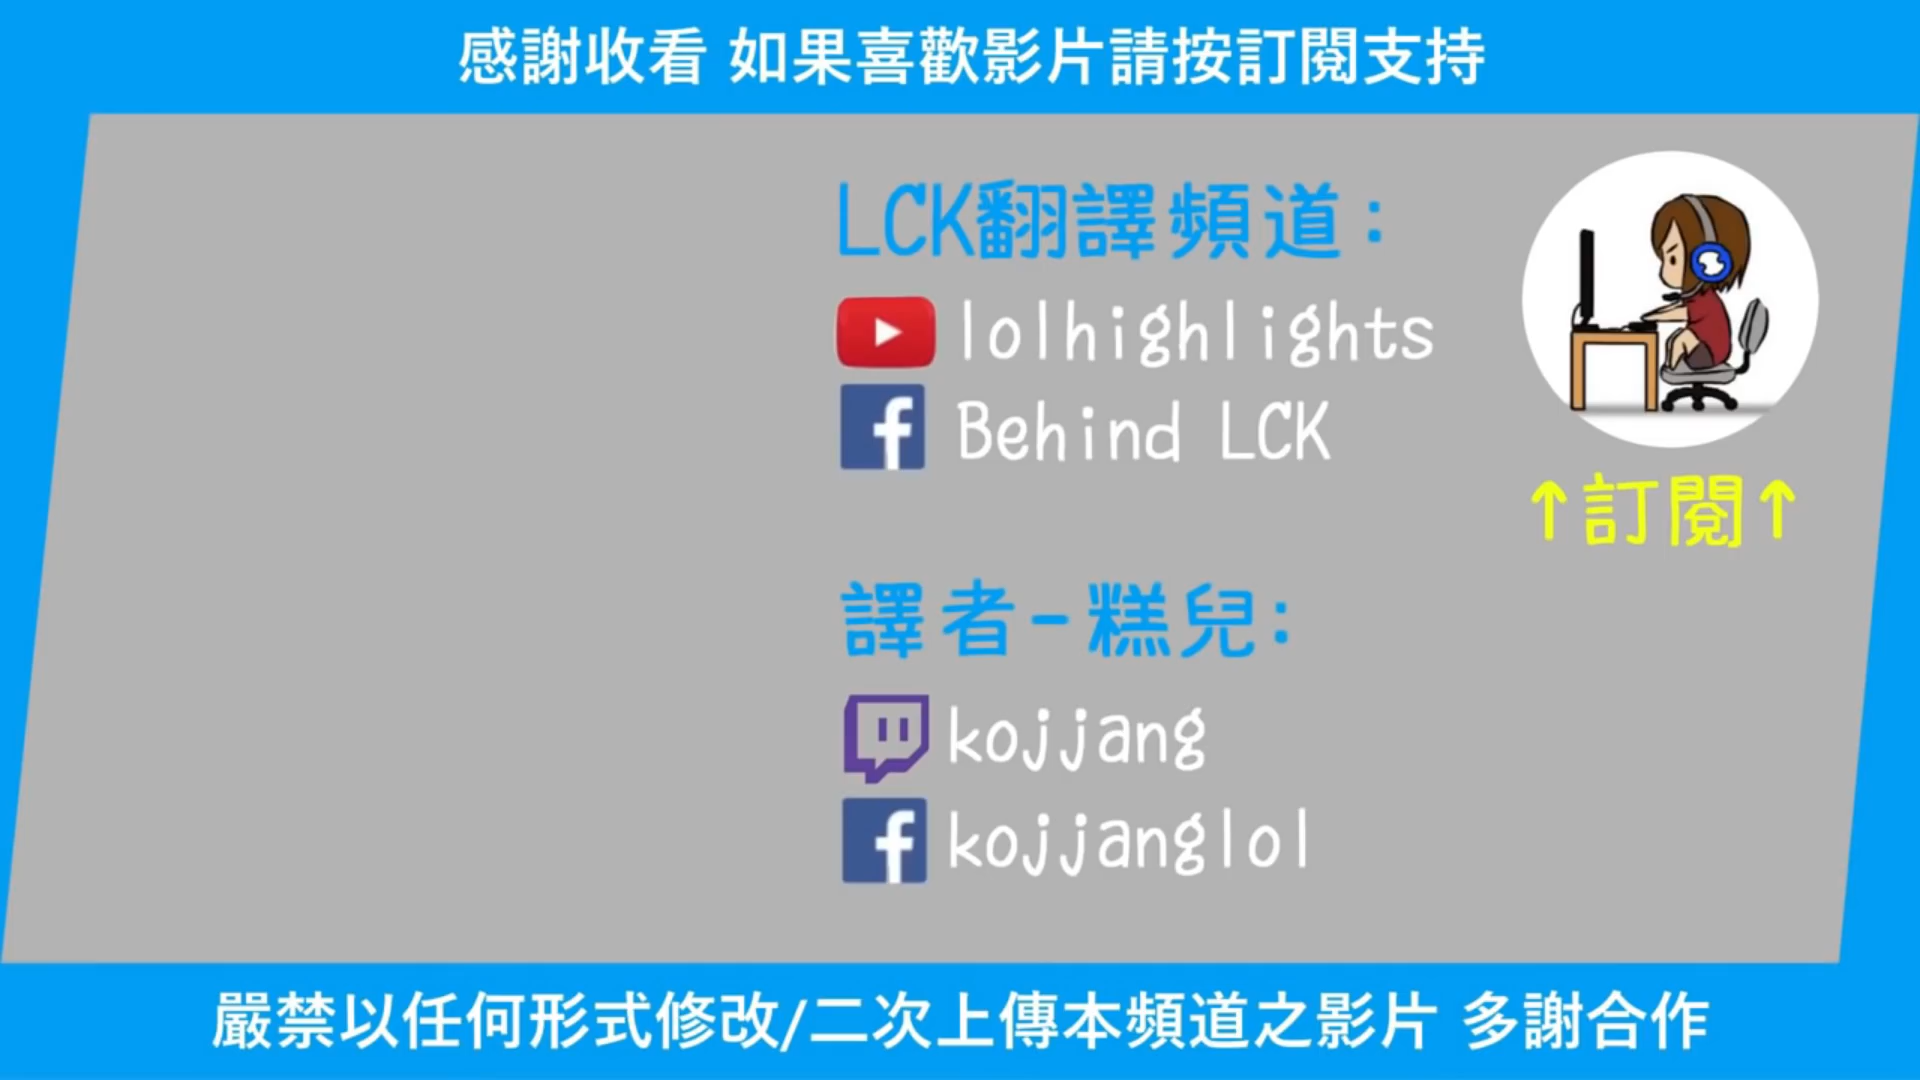 感謝收看 如果喜歡影片請按訂閱支持
LCK翻譯頻道:
lolhighlights
Behind LCK
↑訂閱↑
譯者-糕兒:
kojjang
kojjanglol
嚴禁以任何形式修改/二次上傳本頻道之影片 多謝合作